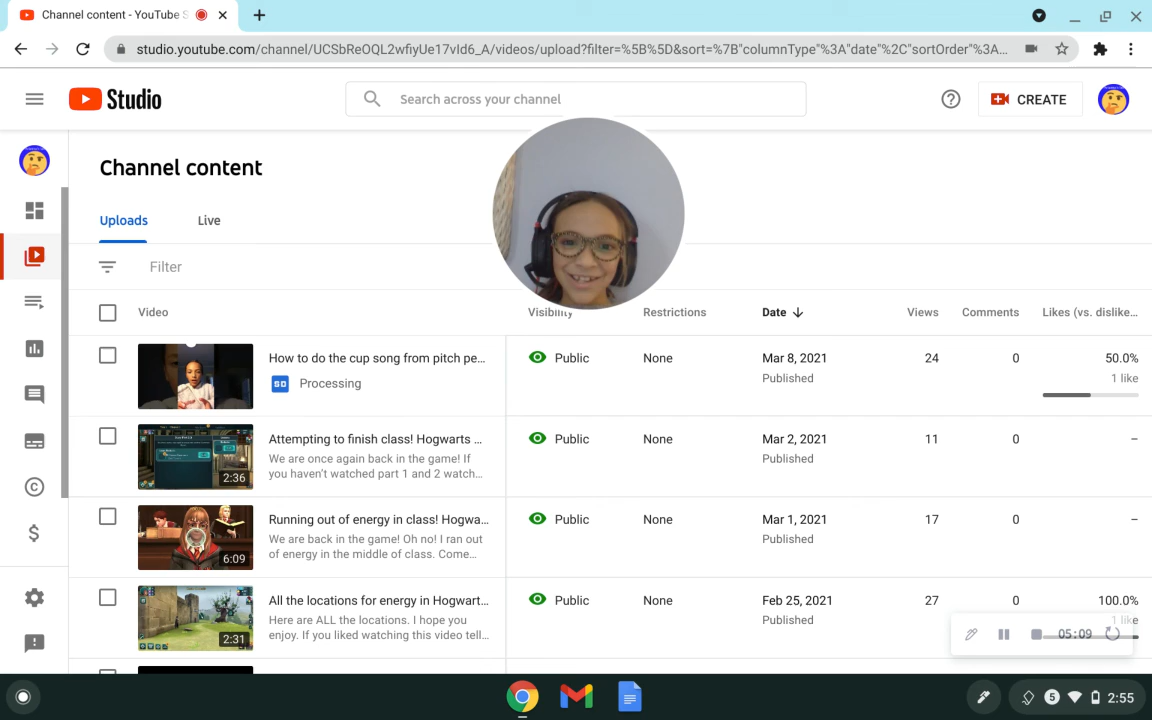 Channel content - YouTube S
studio.youtube.com/channel/UCSbReOQL2wfiyUe17vId6_A/videos/upload?filter=%5B%5D&sort=%7B"columnType"%3A"date"%2C"sortOrder"%3A...
Studio
Search across your channel
CREATE
Channel content
Uploads Live
Filter
Video Visibility Restrictions Date Views Comments Likes (vs. dislike...
How to do the cup song from pitch pe... Public None Mar 8, 2021 24 0 50.0%
SD Processing Published 1 like
Attempting to finish class! Hogwarts ... Public None Mar 2, 2021 11 0 –
We are once again back in the game! If Published
you haven't watched part 1 and 2 watch...
2:36
Running out of energy in class! Hogwa... Public None Mar 1, 2021 17 0 –
We are back in the game! Oh no! I ran out Published
of energy in the middle of class. Come...
6:09
All the locations for energy in Hogwart... Public None Feb 25, 2021 27 0 100.0%
Here are ALL the locations. I hope you Published 1 like
enjoy. If you liked watching this video tell...
2:31
05:09
5 2:55